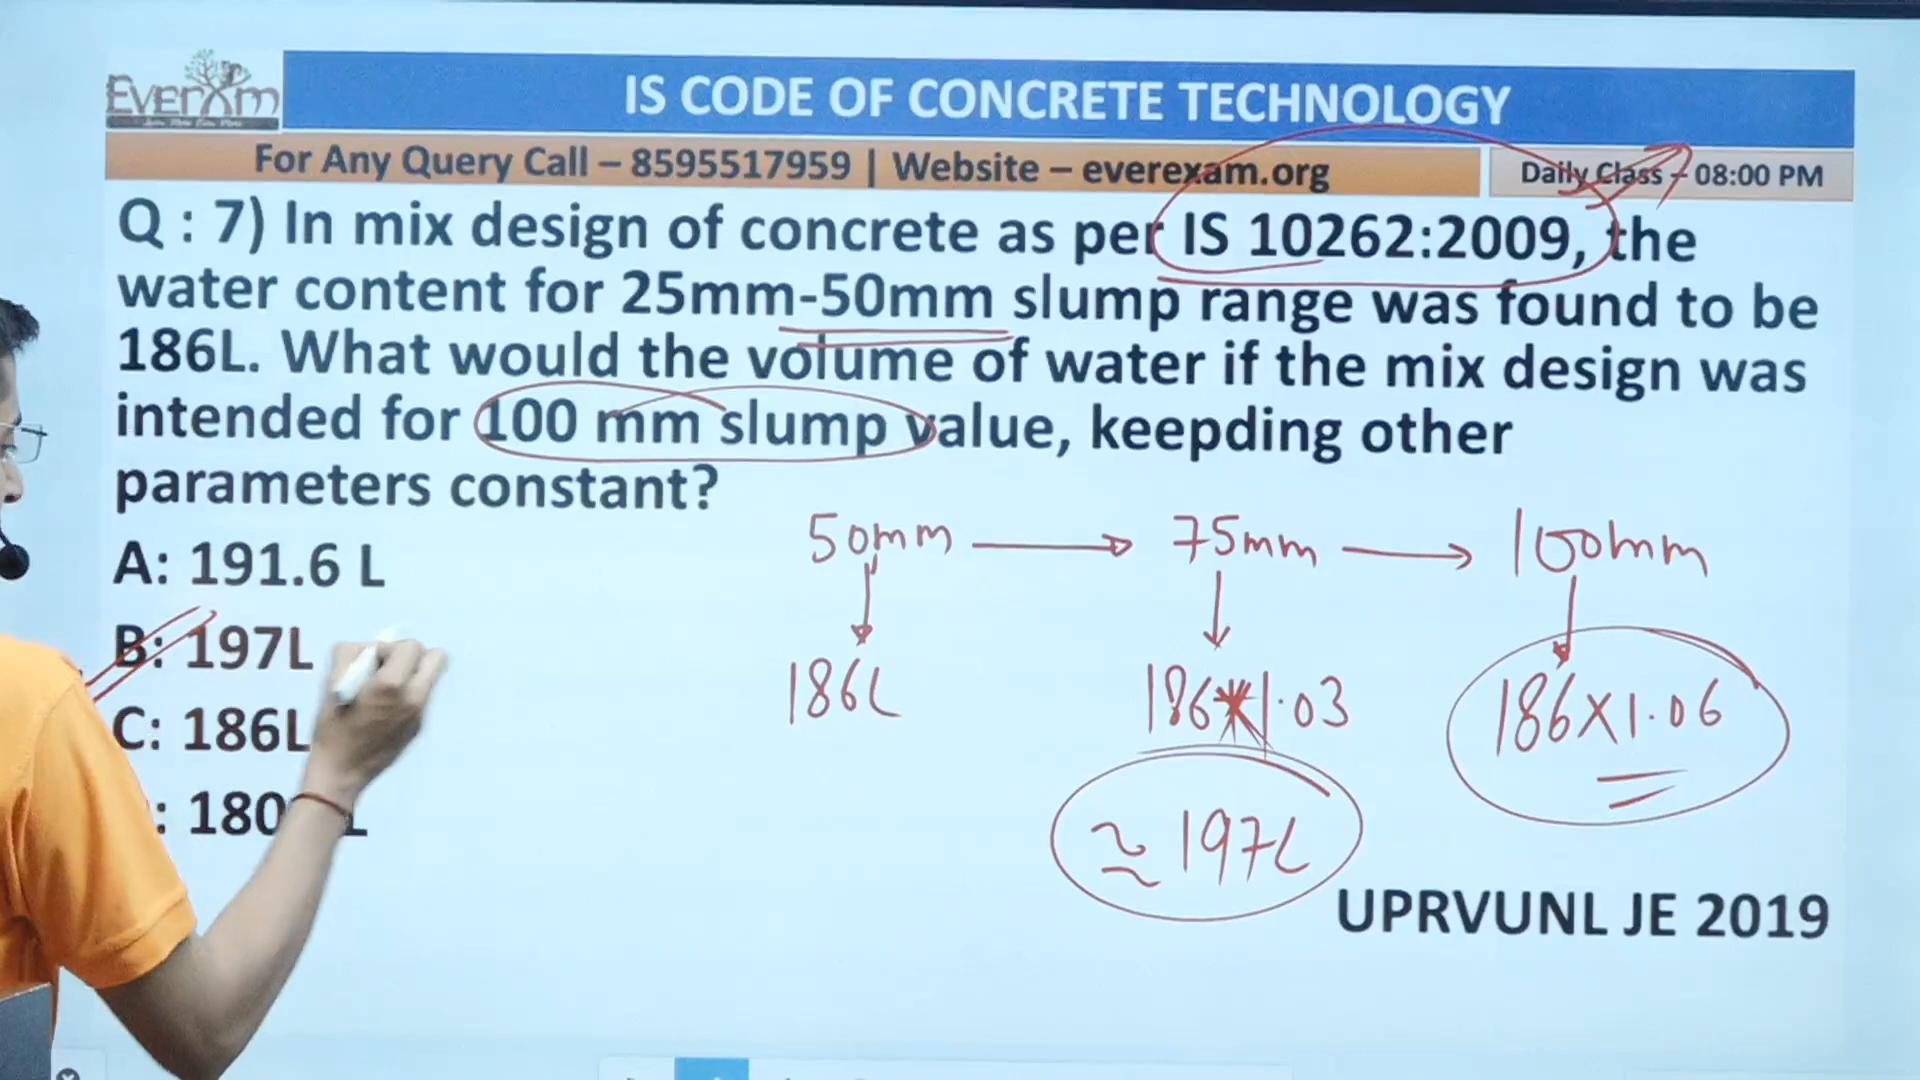 EverExam
IS CODE OF CONCRETE TECHNOLOGY
For Any Query Call – 8595517959 | Website – everexam.org
Daily Class – 08:00 PM
Q : 7) In mix design of concrete as per IS 10262:2009, the
water content for 25mm-50mm slump range was found to be
186L. What would the volume of water if the mix design was
intended for 100 mm slump value, keepding other
parameters constant?
A: 191.6 L
B: 197L
C: 186L
: 180 L
50mm → 75mm → 100mm
186L 186*1.03 186×1.06
≈ 197L
UPRVUNL JE 2019